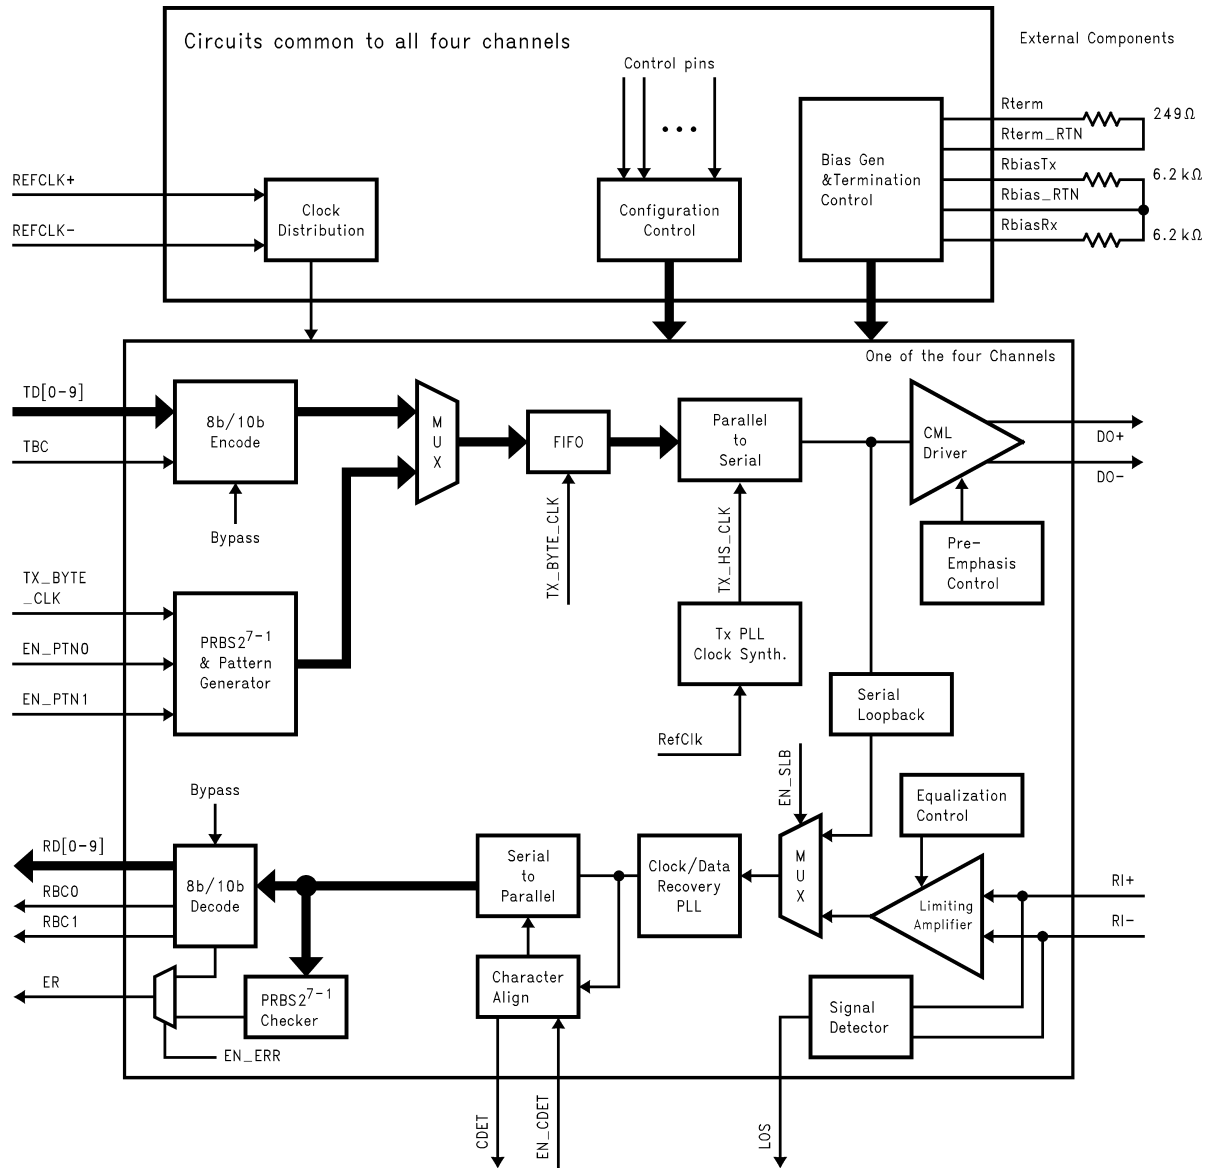 Circuits common to all four channels
External Components
Control pins
Rterm
249Ω
Rterm_RTN
RbiasTx
6.2 kΩ
Rbias_RTN
RbiasRx
6.2 kΩ
Bias Gen
&Termination
Control
REFCLK+
REFCLK-
Clock
Distribution
Configuration
Control
One of the four Channels
TD[0-9]
TBC
8b/10b
Encode
Bypass
MUX
FIFO
TX_BYTE_CLK
Parallel
to
Serial
TX_HS_CLK
CML
Driver
DO+
DO-
Pre-
Emphasis
Control
TX_BYTE
_CLK
EN_PTN0
EN_PTN1
PRBS2⁷⁻¹
& Pattern
Generator
Tx PLL
Clock Synth.
RefClk
Serial
Loopback
EN_SLB
Equalization
Control
Bypass
RD[0-9]
RBC0
RBC1
8b/10b
Decode
Serial
to
Parallel
Clock/Data
Recovery
PLL
MUX
Limiting
Amplifier
RI+
RI-
ER
PRBS2⁷⁻¹
Checker
EN_ERR
Character
Align
Signal
Detector
CDET
EN_CDET
LOS